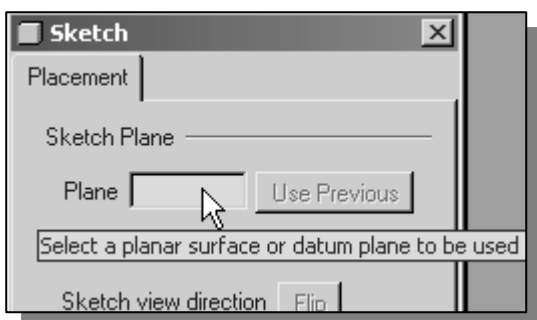 Sketch
Placement
Sketch Plane
Plane Use Previous
Select a planar surface or datum plane to be used
Sketch view direction Flip